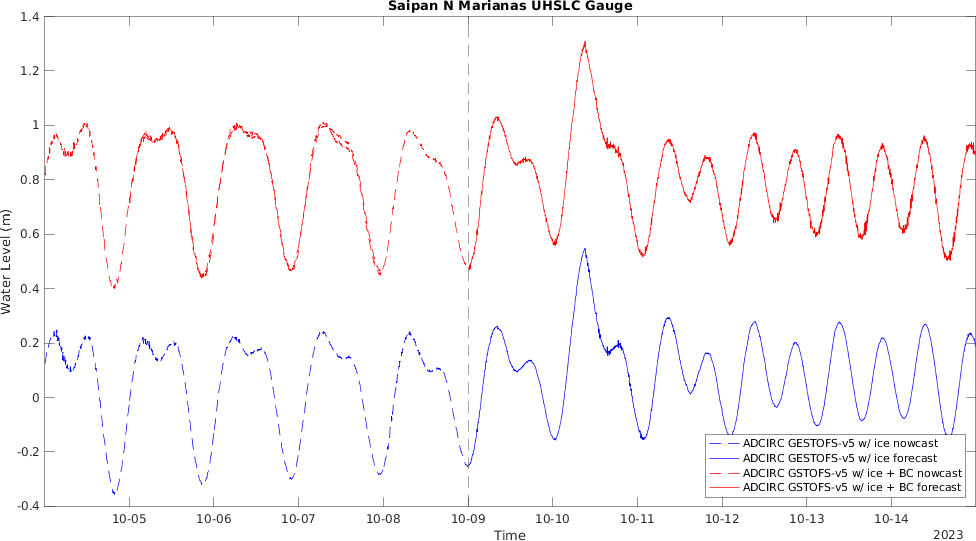 Saipan N Marianas UHSLC Gauge
Water Level (m)
1.4
1.2
1
0.8
0.6
0.4
0.2
0
-0.2
-0.4
ADCIRC GESTOFS-v5 w/ ice nowcast
ADCIRC GESTOFS-v5 w/ ice forecast
ADCIRC GSTOFS-v5 w/ ice + BC nowcast
ADCIRC GSTOFS-v5 w/ ice + BC forecast
10-05 10-06 10-07 10-08 10-09 10-10 10-11 10-12 10-13 10-14
Time
2023